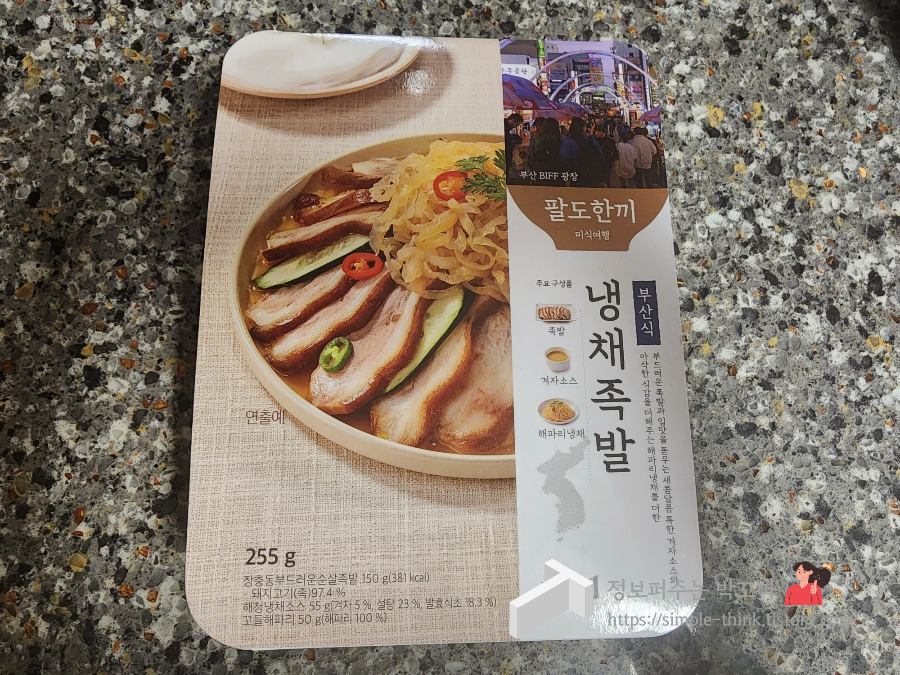 부산 BIFF 광장
팔도한끼
미식여행
주요 구성품
족발
겨자소스
해파리냉채
부산식
냉채족발
부드러운 족발과 입맛을 돋우는 새콤달콤 톡한 겨자소스와
아삭한 식감을 더해주는 해파리냉채를 더한
연출예
255 g
장충동부드러운순살족발 150 g(381 kcal)
돼지고기(족)97.4 %
해청냉채소스 55 g(겨자 5 %, 설탕 23 %, 발효식초 18.3 %)
꼬들해파리 50 g(해파리 100 %)
정보퍼주는
https://simple-think.tistory